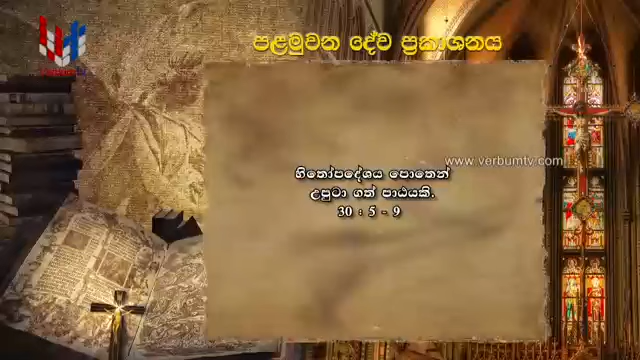 පළමුවන දේව ප්‍රකාශනය
www.verbumtv.com
හිතෝපදේශය පොතෙන්
උපුටා ගත් පාඨයකි.
30 : 5 - 9